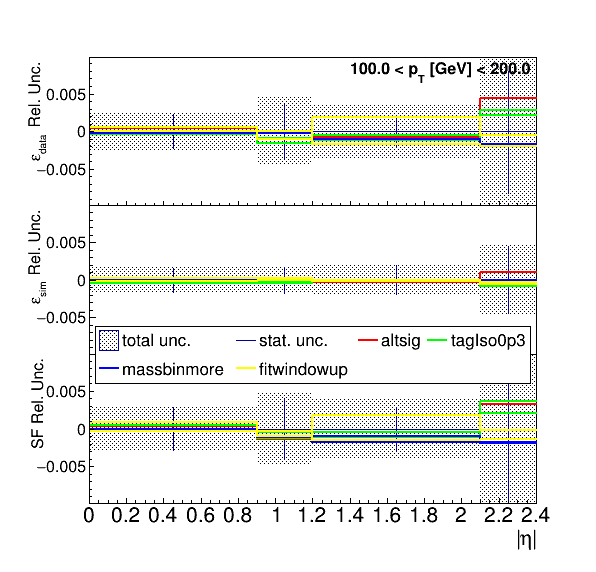 100.0 < pT [GeV] < 200.0
εdata Rel. Unc.
0.005
0
−0.005
εsim Rel. Unc.
0.005
0
−0.005
total unc. stat. unc. altsig tagIso0p3
massbinmore fitwindowup
SF Rel. Unc.
0.005
0
−0.005
0 0.2 0.4 0.6 0.8 1 1.2 1.4 1.6 1.8 2 2.2 2.4
|η|